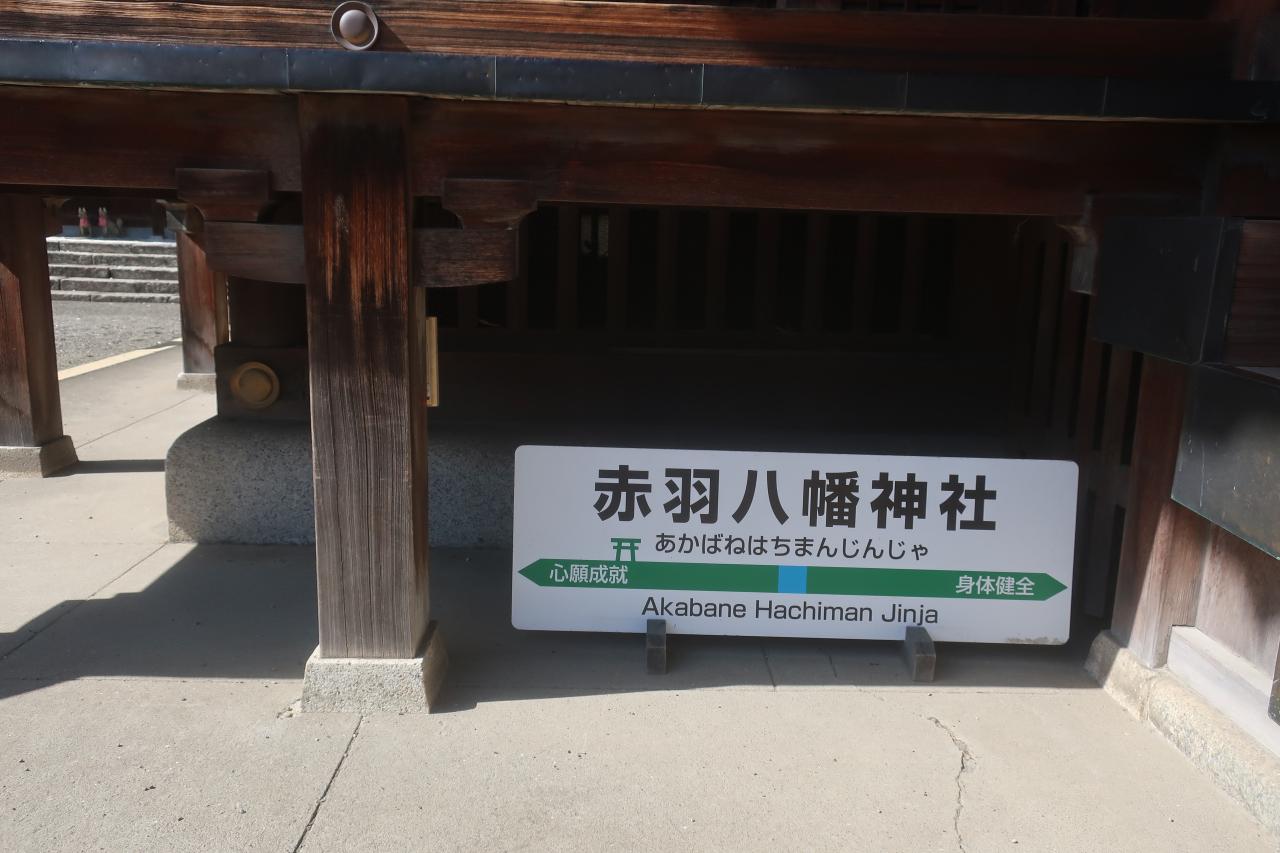 赤羽八幡神社
あかばねはちまんじんじゃ
心願成就 身体健全
Akabane Hachiman Jinja